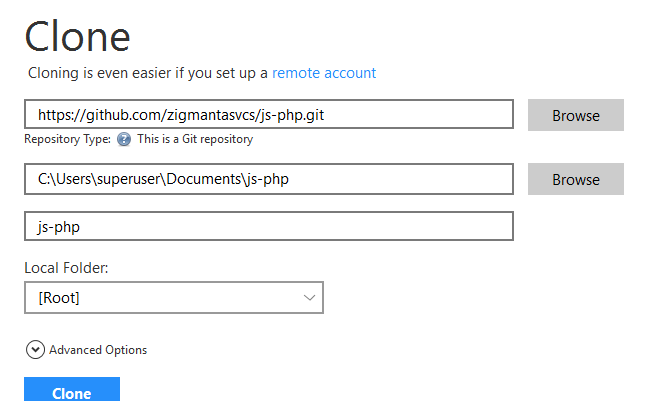 Clone
Cloning is even easier if you set up a remote account
https://github.com/zigmantasvcs/js-php.git
Browse
Repository Type: ? This is a Git repository
C:\Users\superuser\Documents\js-php
Browse
js-php
Local Folder:
[Root]
Advanced Options
Clone